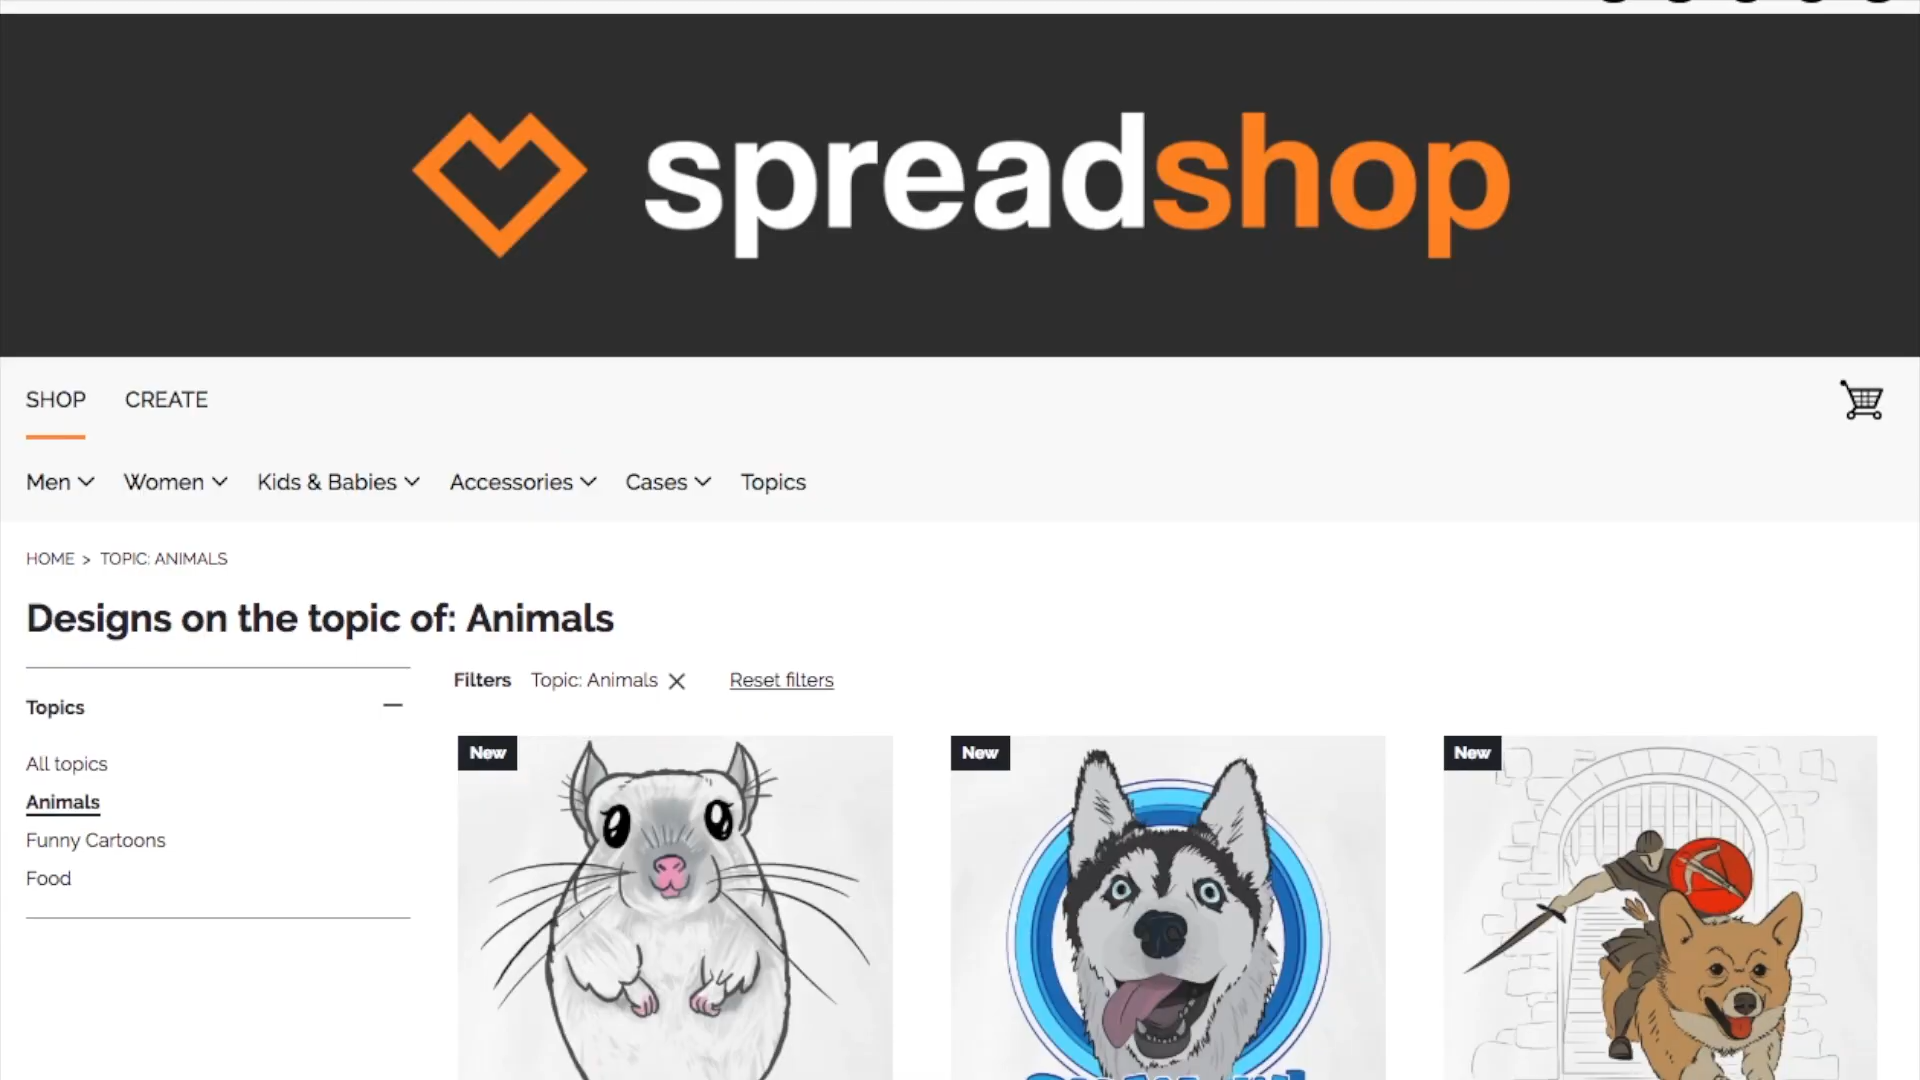 spreadshop
SHOP CREATE
Men Women Kids & Babies Accessories Cases Topics
HOME > TOPIC: ANIMALS
Designs on the topic of: Animals
Filters Topic: Animals Reset filters
Topics
All topics
Animals
Funny Cartoons
Food
New New New